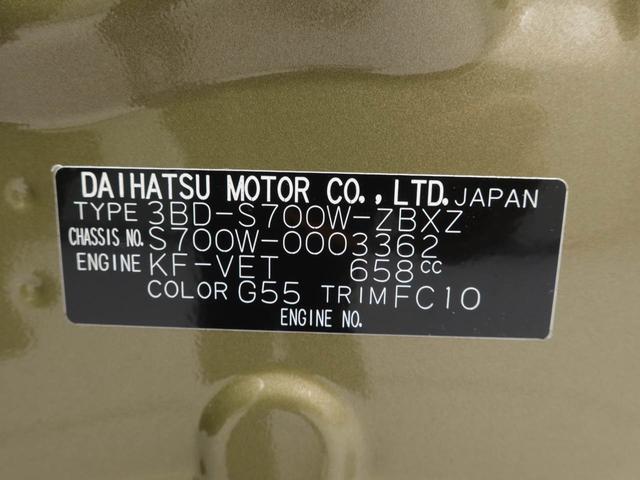 DAIHATSU MOTOR CO., LTD. JAPAN
TYPE 3BD-S700W-ZBXZ
CHASSIS NO. S700W-0003362
ENGINE KF-VET 658cc
COLOR G55 TRIM FC10
ENGINE NO.